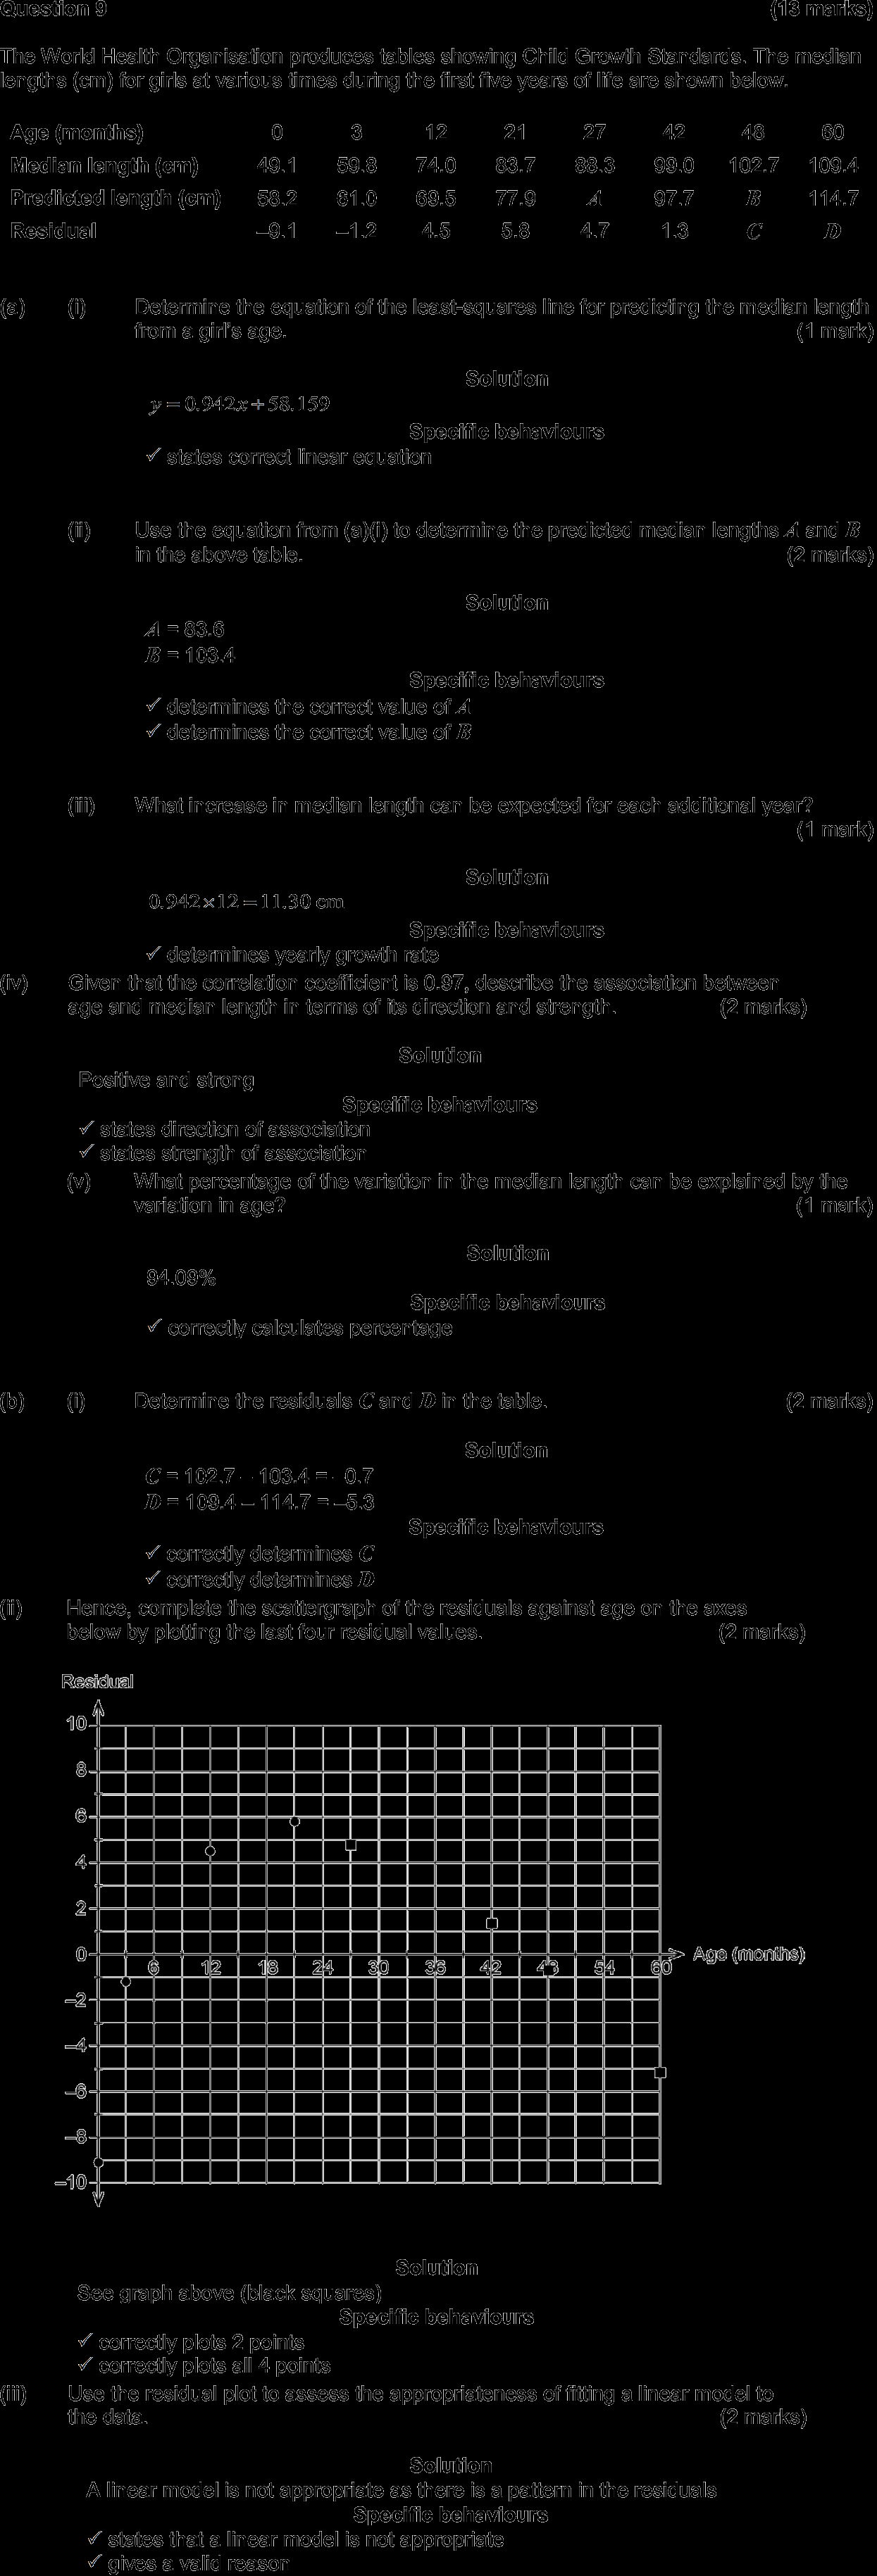 Question 9 (13 marks)
The World Health Organisation produces tables showing Child Growth Standards. The median
lengths (cm) for girls at various times during the first five years of life are shown below.
Age (months) 0 3 12 21 27 42 48 60
Median length (cm) 49.1 59.8 74.0 83.7 88.3 99.0 102.7 109.4
Predicted length (cm) 58.2 61.0 69.5 77.9 A 97.7 B 114.7
Residual –9.1 –1.2 4.5 5.8 4.7 1.3 C D
(a) (i) Determine the equation of the least-squares line for predicting the median length
from a girl's age. (1 mark)
Solution
y = 0.942x + 58.159
Specific behaviours
✓ states correct linear equation
(ii) Use the equation from (a)(i) to determine the predicted median lengths A and B
in the above table. (2 marks)
Solution
A = 83.6
B = 103.4
Specific behaviours
✓ determines the correct value of A
✓ determines the correct value of B
(iii) What increase in median length can be expected for each additional year?
(1 mark)
Solution
0.942 × 12 = 11.30 cm
Specific behaviours
✓ determines yearly growth rate
(iv) Given that the correlation coefficient is 0.97, describe the association between
age and median length in terms of its direction and strength. (2 marks)
Solution
Positive and strong
Specific behaviours
✓ states direction of association
✓ states strength of association
(v) What percentage of the variation in the median length can be explained by the
variation in age? (1 mark)
Solution
94.09%
Specific behaviours
✓ correctly calculates percentage
(b) (i) Determine the residuals C and D in the table. (2 marks)
Solution
C = 102.7 – 103.4 = – 0.7
D = 109.4 – 114.7 = –5.3
Specific behaviours
✓ correctly determines C
✓ correctly determines D
(ii) Hence, complete the scattergraph of the residuals against age on the axes
below by plotting the last four residual values. (2 marks)
Residual
10
8
6
4
2
0 Age (months)
6 12 18 24 30 36 42 48 54 60
–2
–4
–6
–8
–10
Solution
See graph above (black squares)
Specific behaviours
✓ correctly plots 2 points
✓ correctly plots all 4 points
(iii) Use the residual plot to assess the appropriateness of fitting a linear model to
the data. (2 marks)
Solution
A linear model is not appropriate as there is a pattern in the residuals
Specific behaviours
✓ states that a linear model is not appropriate
✓ gives a valid reason